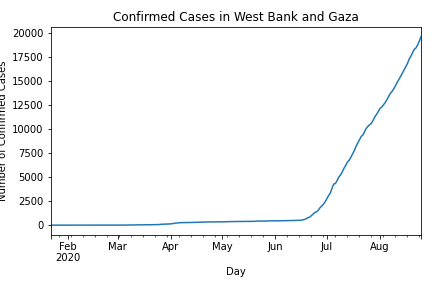 Confirmed Cases in West Bank and Gaza
Number of Confirmed Cases
20000
17500
15000
12500
10000
7500
5000
2500
0
Feb Mar Apr May Jun Jul Aug
2020
Day